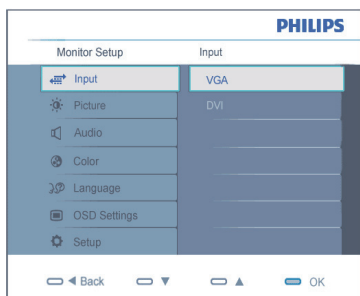 PHILIPS
Monitor Setup
Input
Input
VGA
Picture
DVI
Audio
Color
Language
OSD Settings
Setup
Back
OK